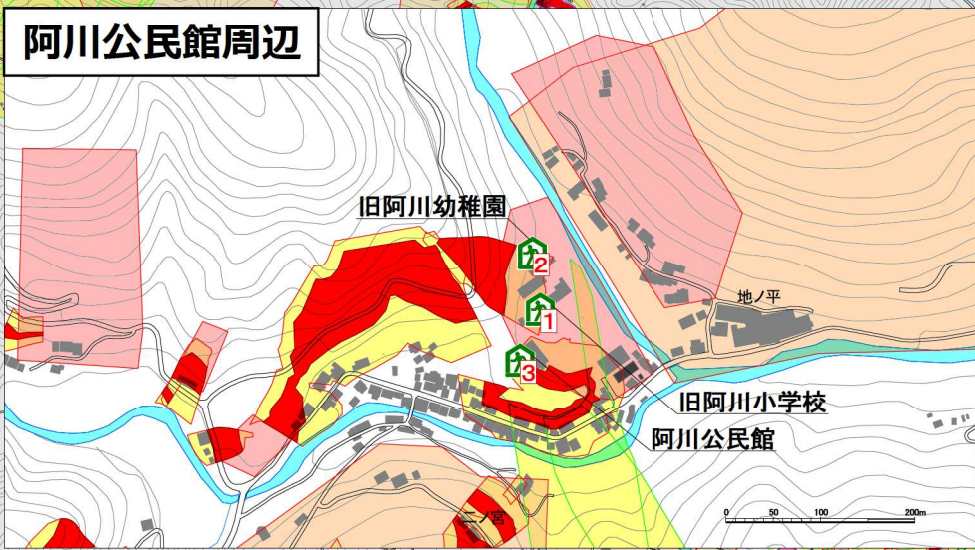 阿川公民館周辺
旧阿川幼稚園
2
1
地ノ平
3
旧阿川小学校
阿川公民館
二ノ宮
0 50 100 200m